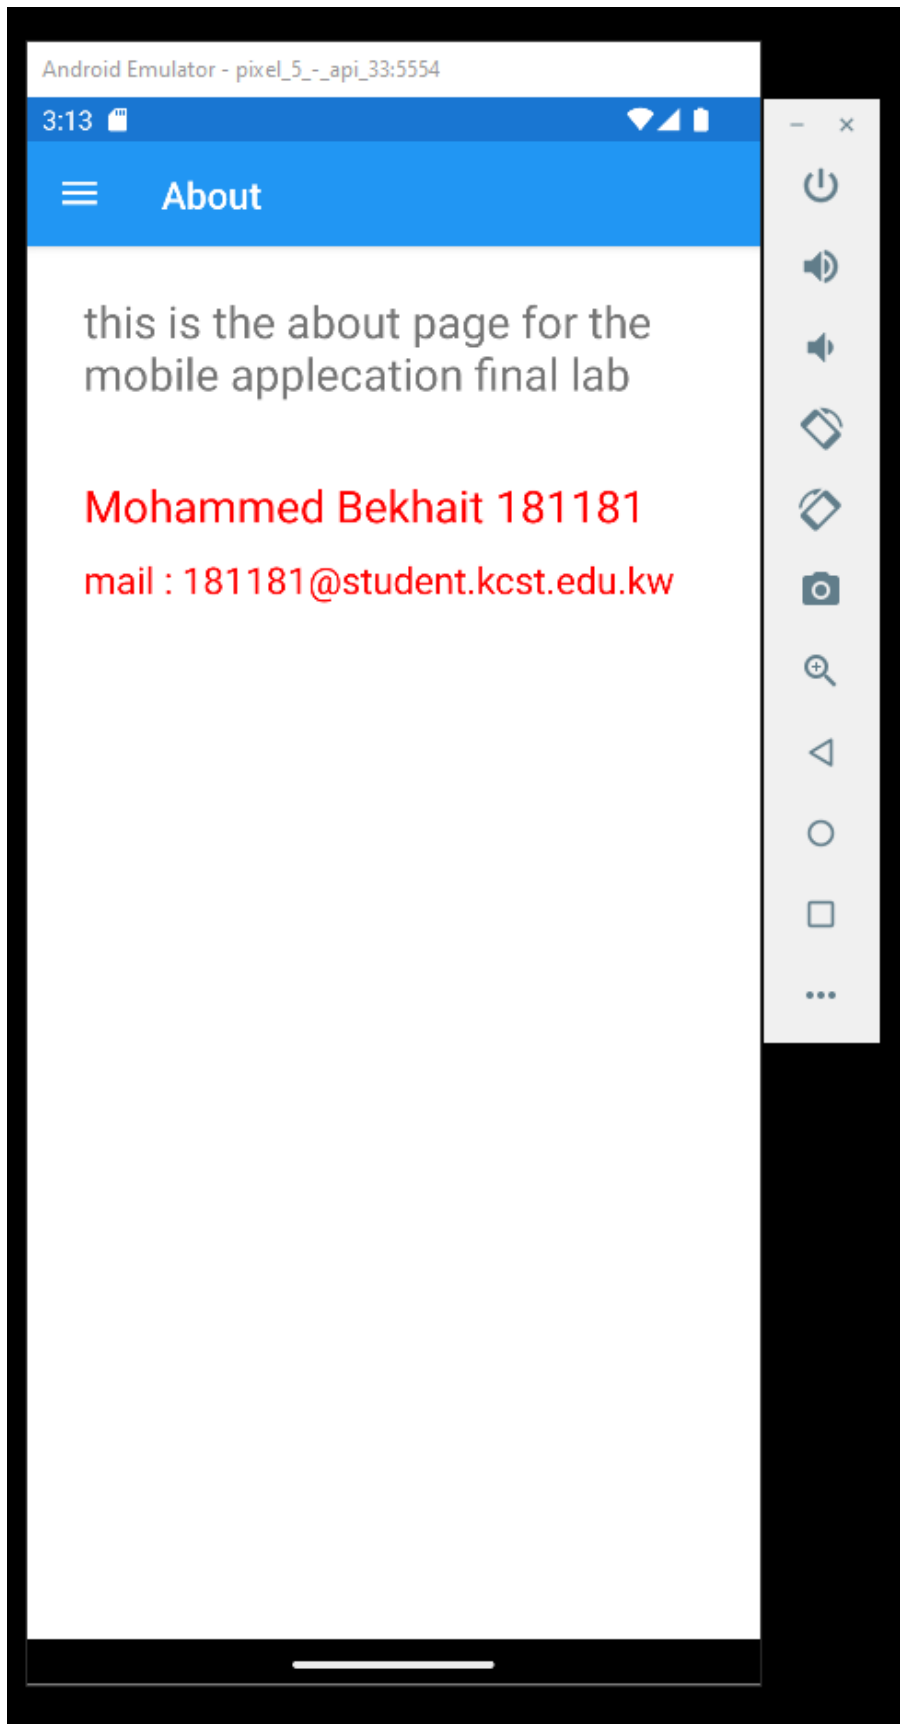 Android Emulator - pixel_5_-_api_33:5554
3:13
About
this is the about page for the
mobile applecation final lab
Mohammed Bekhait 181181
mail : 181181@student.kcst.edu.kw